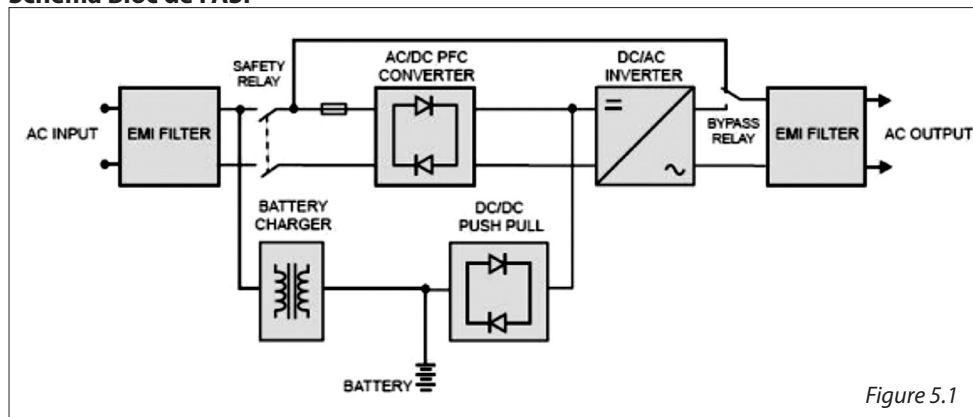 Schéma Bloc de l'ASI
SAFETY
RELAY
AC/DC PFC
CONVERTER
DC/AC
INVERTER
AC INPUT
EMI FILTER
BYPASS
RELAY
EMI FILTER
AC OUTPUT
BATTERY
CHARGER
DC/DC
PUSH PULL
BATTERY
Figure 5.1